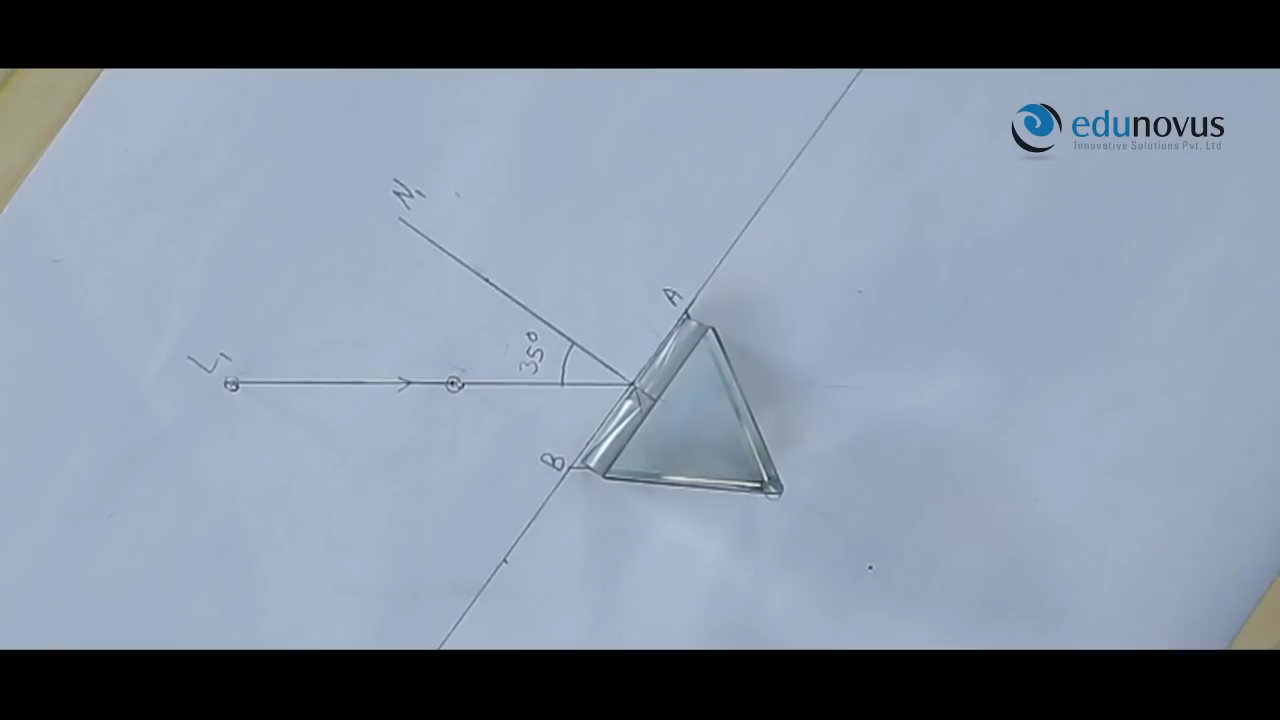 edunovus
Innovative Solutions Pvt. Ltd
N₁
A
35°
L₁
B